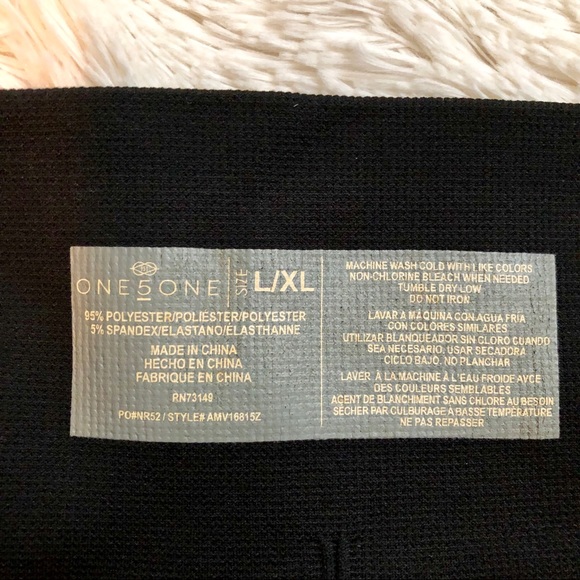 ONE5ONE
SIZE L/XL
95% POLYESTER/POLIESTER/POLYESTER
5% SPANDEX/ELASTANO/ELASTHANNE
MADE IN CHINA
HECHO EN CHINA
FABRIQUE EN CHINA
RN73149
PO#NR52 / STYLE# AMV16815Z
MACHINE WASH COLD WITH LIKE COLORS
NON-CHLORINE BLEACH WHEN NEEDED
TUMBLE DRY LOW
DO NOT IRON
LAVAR A MÁQUINA CON AGUA FRIA
CON COLORES SIMILARES
UTILIZAR BLANQUEADOR SIN CLORO CUANDO
SEA NECESARIO. USAR SECADORA
CICLO BAJO. NO PLANCHAR
LAVER À LA MACHINE À L'EAU FROIDE AVEC
DES COULEURS SEMBLABLES
AGENT DE BLANCHIMENT SANS CHLORE AU BESOIN
SÉCHER PAR CULBURAGE A BASSE TEMPÉRATURE
NE PAS REPASSER